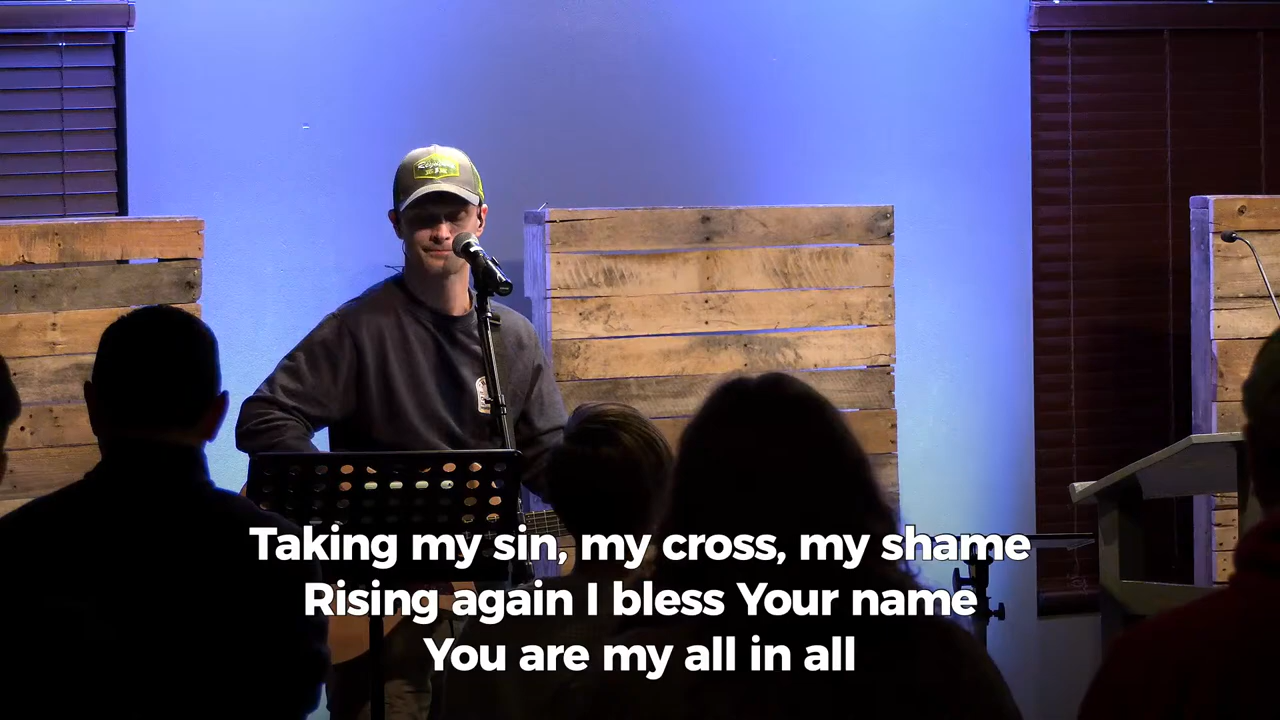 Taking my sin, my cross, my shame
Rising again I bless Your name
You are my all in all